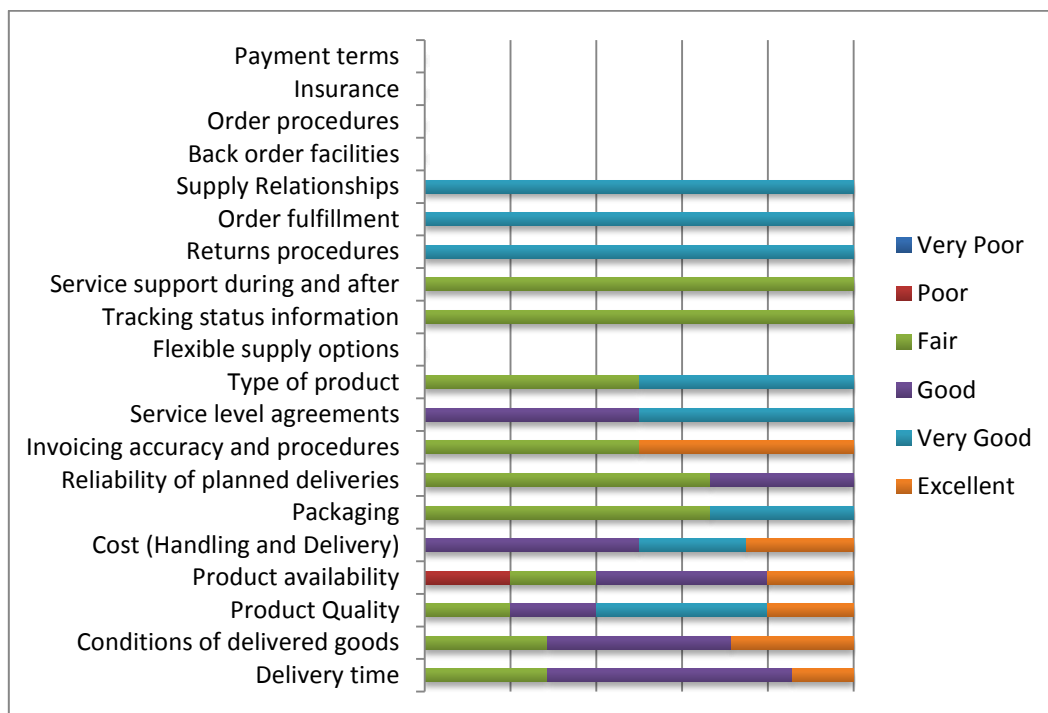 Payment terms
Insurance
Order procedures
Back order facilities
Supply Relationships
Order fulfillment
Returns procedures
Service support during and after
Tracking status information
Flexible supply options
Type of product
Service level agreements
Invoicing accuracy and procedures
Reliability of planned deliveries
Packaging
Cost (Handling and Delivery)
Product availability
Product Quality
Conditions of delivered goods
Delivery time
Very Poor
Poor
Fair
Good
Very Good
Excellent